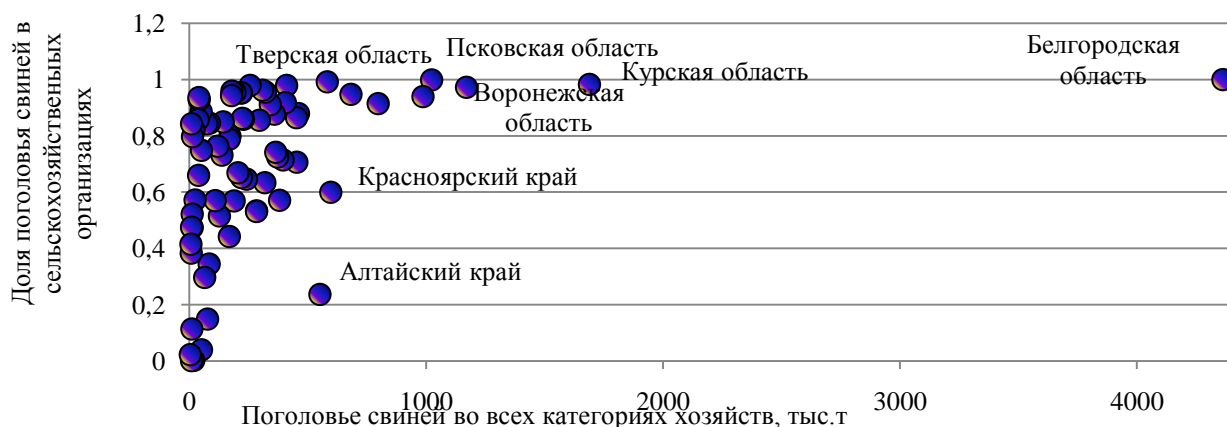 Доля поголовья свиней в
сельскохозяйственныых
организациях
1,2
1
0,8
0,6
0,4
0,2
0
Тверская область
Псковская область
Курская область
Белгородская
область
Воронежская
область
Красноярский край
Алтайский край
0
1000
2000
3000
4000
Поголовье свиней во всех категориях хозяйств, тыс.т